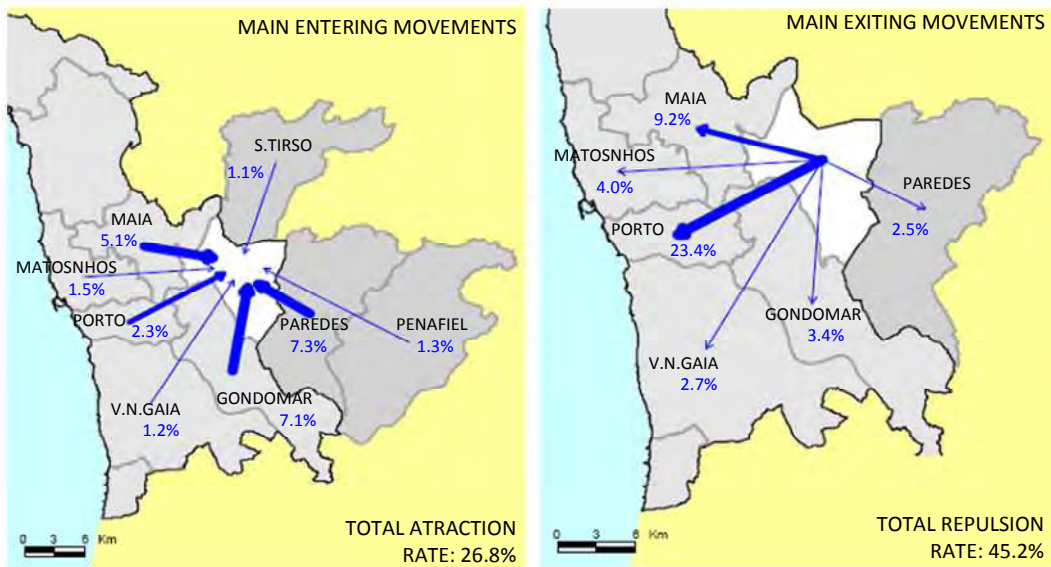 MAIN ENTERING MOVEMENTS
S.TIRSO
1.1%
MAIA
5.1%
MATOSNHOS
1.5%
PORTO
2.3%
PAREDES
7.3%
PENAFIEL
1.3%
V.N.GAIA
1.2%
GONDOMAR
7.1%
0 3 6 Km
TOTAL ATRACTION
RATE: 26.8%
MAIN EXITING MOVEMENTS
MAIA
9.2%
MATOSNHOS
4.0%
PAREDES
2.5%
PORTO
23.4%
GONDOMAR
3.4%
V.N.GAIA
2.7%
0 3 6 Km
TOTAL REPULSION
RATE: 45.2%